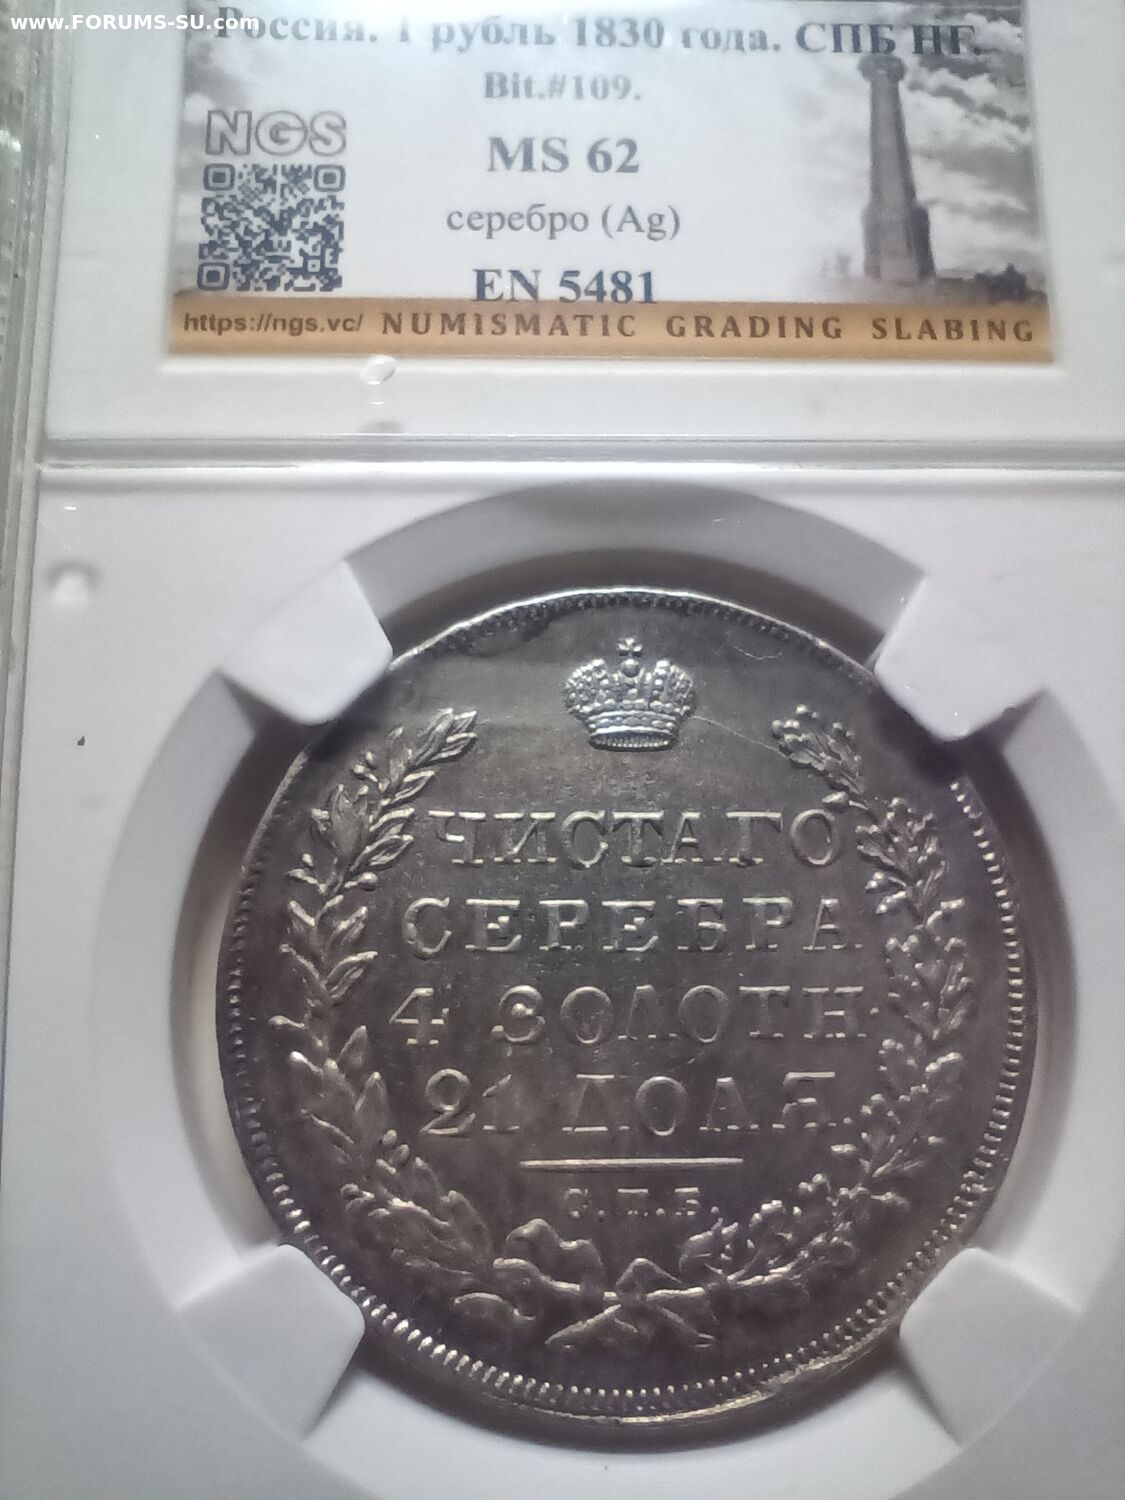 www.FORUMS-SU.com
Россия. 1 рубль 1830 года. СПБ НГ.
Bit.#109.
NGS
MS 62
серебро (Ag)
EN 5481
https://ngs.vc/ NUMISMATIC GRADING SLABING
ЧИСТАГО
СЕРЕБРА
4 ЗОЛОТН
21 ДОЛЯ.
С.П.Б.